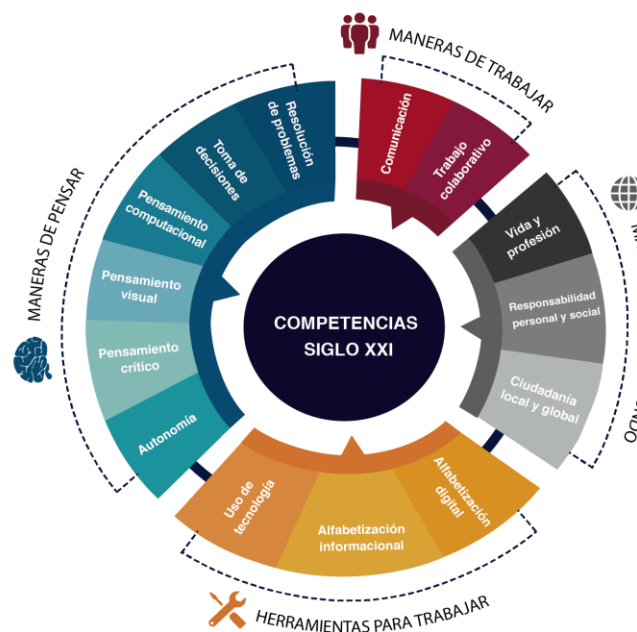 MANERAS DE TRABAJAR
Comunicación
Trabajo
colaborativo
Vida y
profesión
Responsabilidad
personal y social
Ciudadanía
local y global
HERRAMIENTAS PARA TRABAJAR
Alfabetización
digital
Alfabetización
informacional
Uso de
tecnología
MANERAS DE PENSAR
Autonomía
Pensamiento
crítico
Pensamiento
visual
Pensamiento
computacional
Toma de
decisiones
Resolución
de problemas
COMPETENCIAS
SIGLO XXI